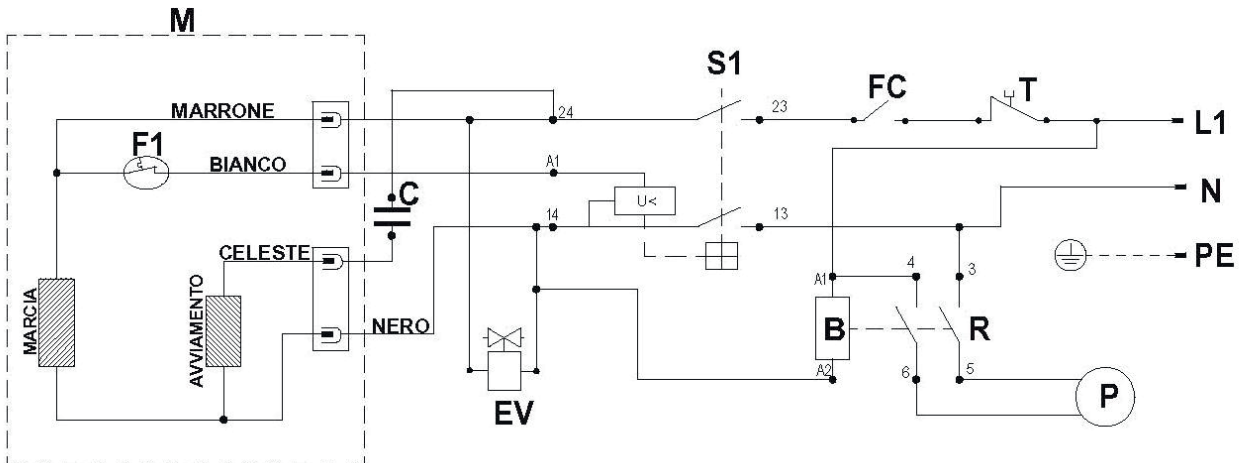 M
S1
MARRONE
24
23
FC
T
L1
F1
BIANCO
A1
C
U<
N
14
13
CELESTE
PE
MARCIA
AVVIAMENTO
NERO
A1
4
3
B
R
A2
6
5
EV
P